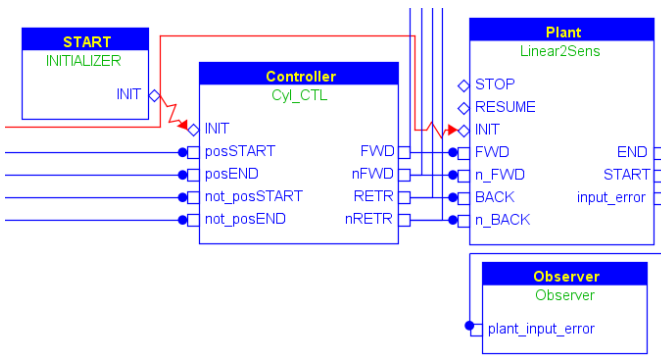 START
INITIALIZER
INIT
Controller
Cyl_CTL
INIT
posSTART
posEND
not_posSTART
not_posEND
FWD
nFWD
RETR
nRETR
Plant
Linear2Sens
STOP
RESUME
INIT
FWD
n_FWD
BACK
n_BACK
END
START
input_error
Observer
Observer
plant_input_error